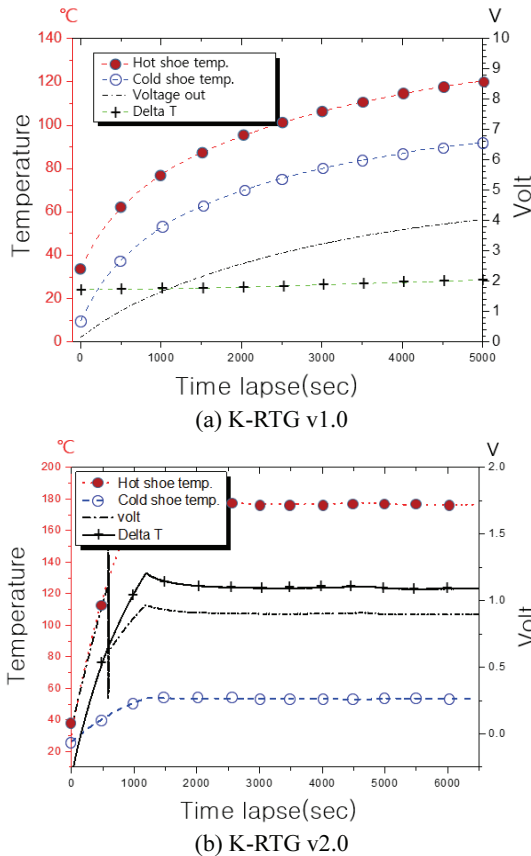 ℃
V
140
120
100
80
60
40
20
0
Temperature
Hot shoe temp.
Cold shoe temp.
Voltage out
Delta T
10
9
8
7
6
5
4
3
2
1
0
Volt
0
1000
2000
3000
4000
5000
Time lapse(sec)
(a) K-RTG v1.0
℃
V
200
180
160
140
120
100
80
60
40
20
Temperature
Hot shoe temp.
Cold shoe temp.
volt
Delta T
2.0
1.5
1.0
0.5
0.0
Volt
0
1000
2000
3000
4000
5000
6000
Time lapse(sec)
(b) K-RTG v2.0